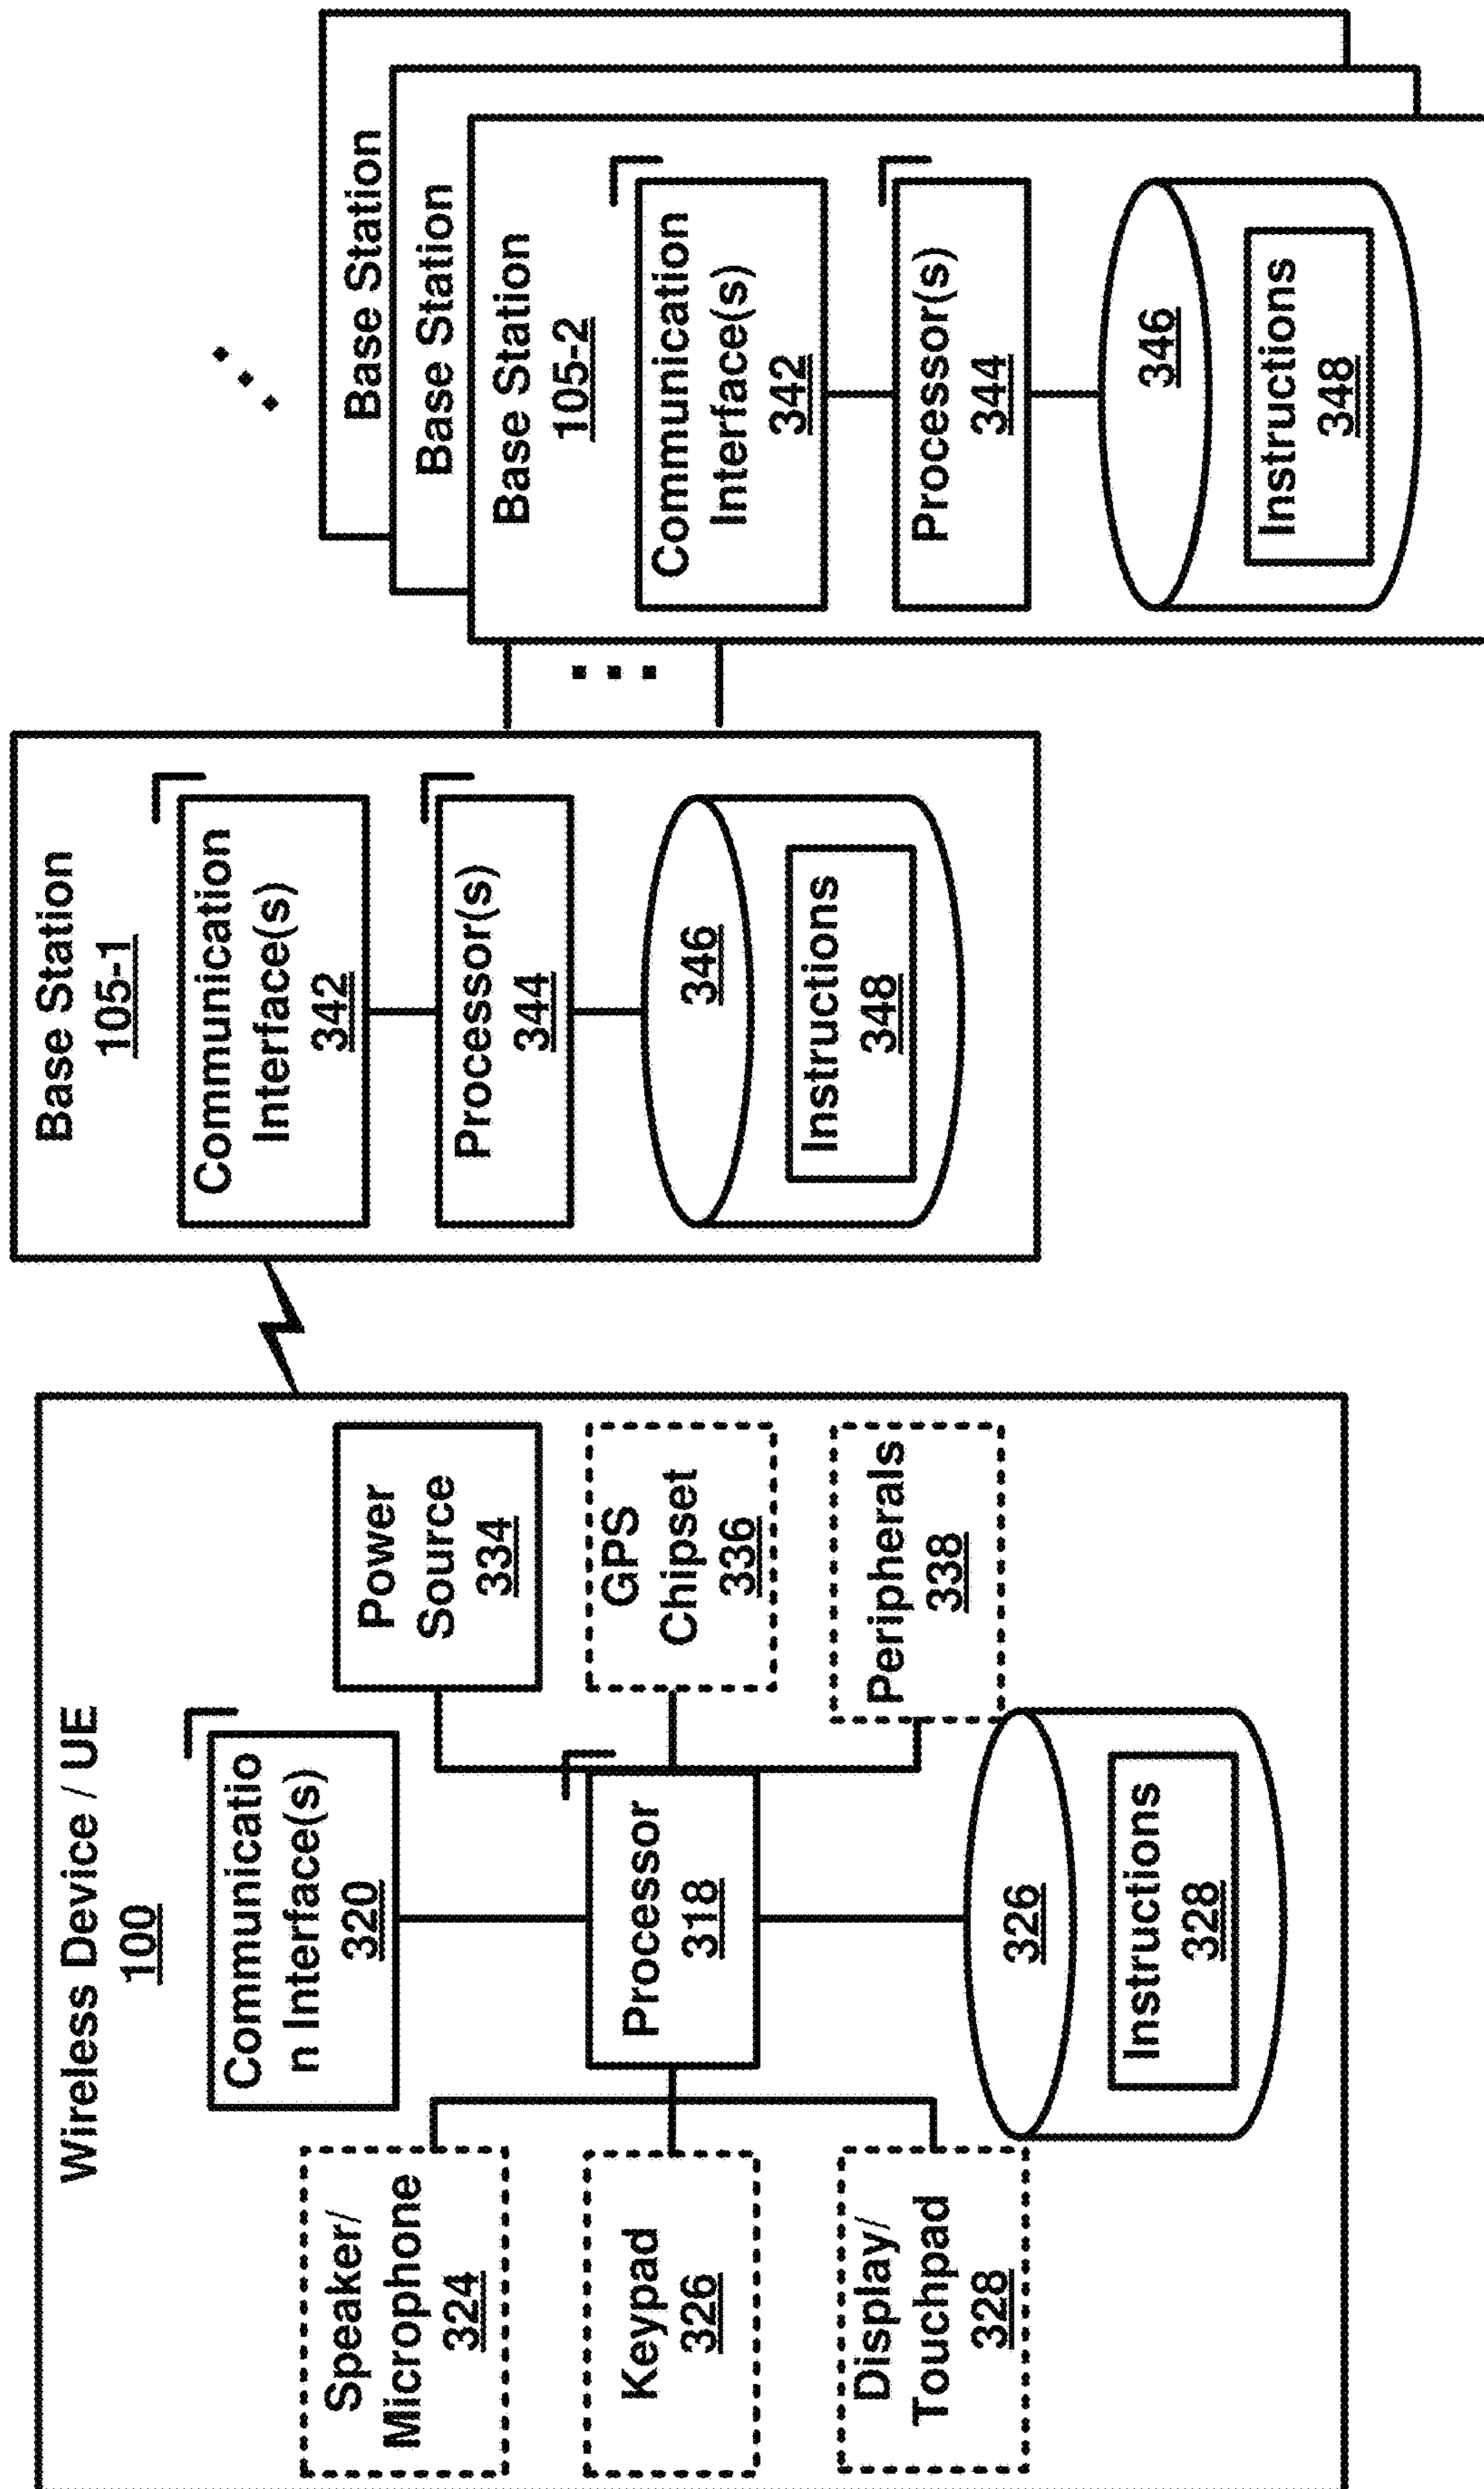 Wireless Device / UE
100
Communicatio
n Interface(s)
320
Speaker/
Microphone
324
Power
Source
334
Processor
318
Keypad
326
GPS
Chipset
336
Display/
Touchpad
328
Peripherals
338
326
Instructions
328
Base Station
105-1
Communication
Interface(s)
342
Processor(s)
344
346
Instructions
348
Base Station
Base Station
Base Station
105-2
Communication
Interface(s)
342
Processor(s)
344
346
Instructions
348